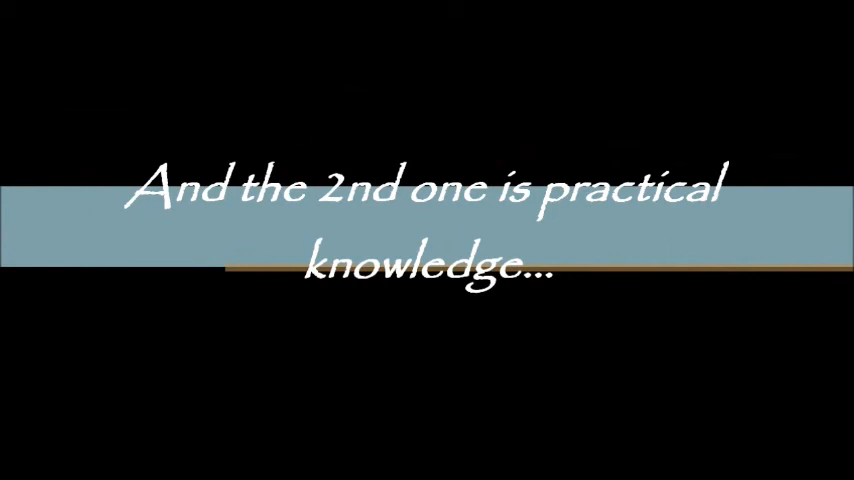 And the 2nd one is practical
knowledge...